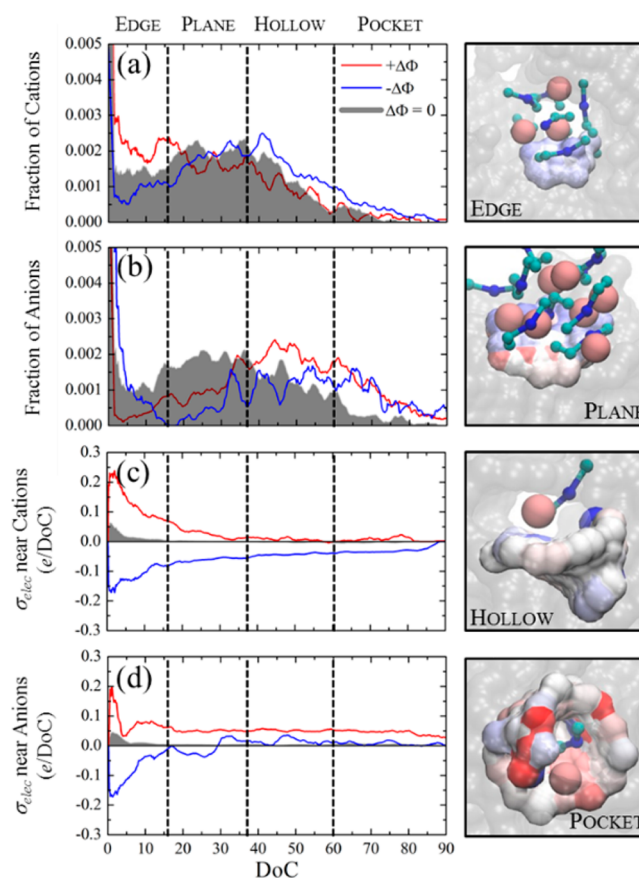 EDGE PLANE HOLLOW POCKET
(a)
+ΔΦ
-ΔΦ
ΔΦ = 0
Fraction of Cations
0.005
0.004
0.003
0.002
0.001
0.000
EDGE
(b)
Fraction of Anions
0.005
0.004
0.003
0.002
0.001
0.000
PLANE
(c)
σelec near Cations
(e/DoC)
0.3
0.2
0.1
0.0
-0.1
-0.2
-0.3
HOLLOW
(d)
σelec near Anions
(e/DoC)
0.3
0.2
0.1
0.0
-0.1
-0.2
-0.3
0 10 20 30 40 50 60 70 80 90
DoC
POCKET